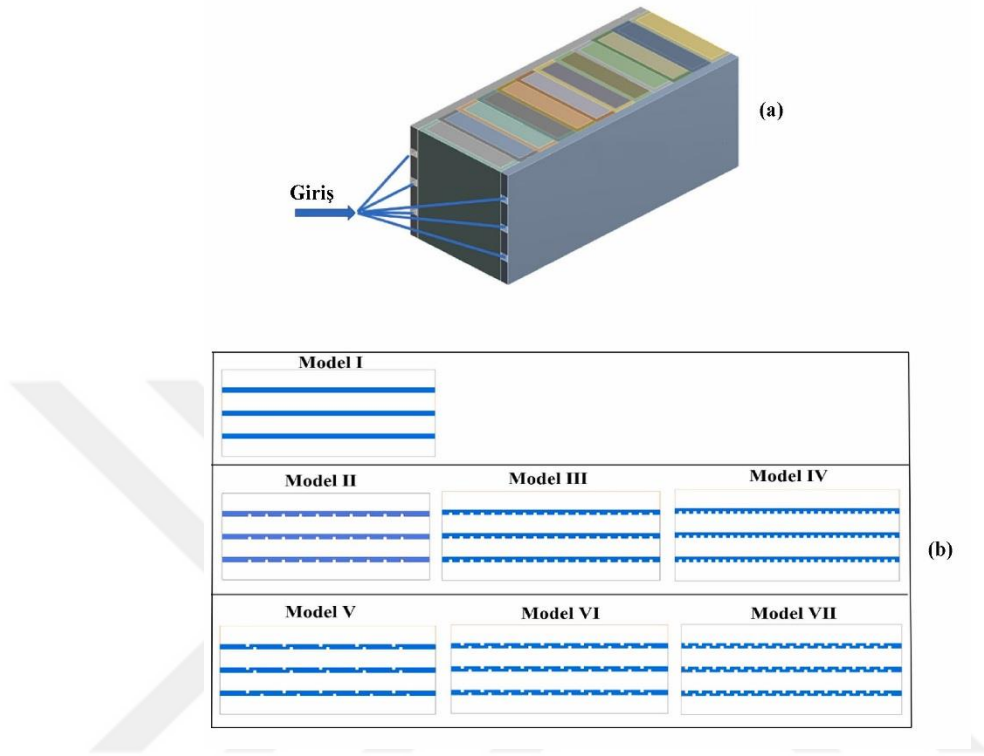 (a)
Giriş
Model I
Model II
Model III
Model IV
(b)
Model V
Model VI
Model VII